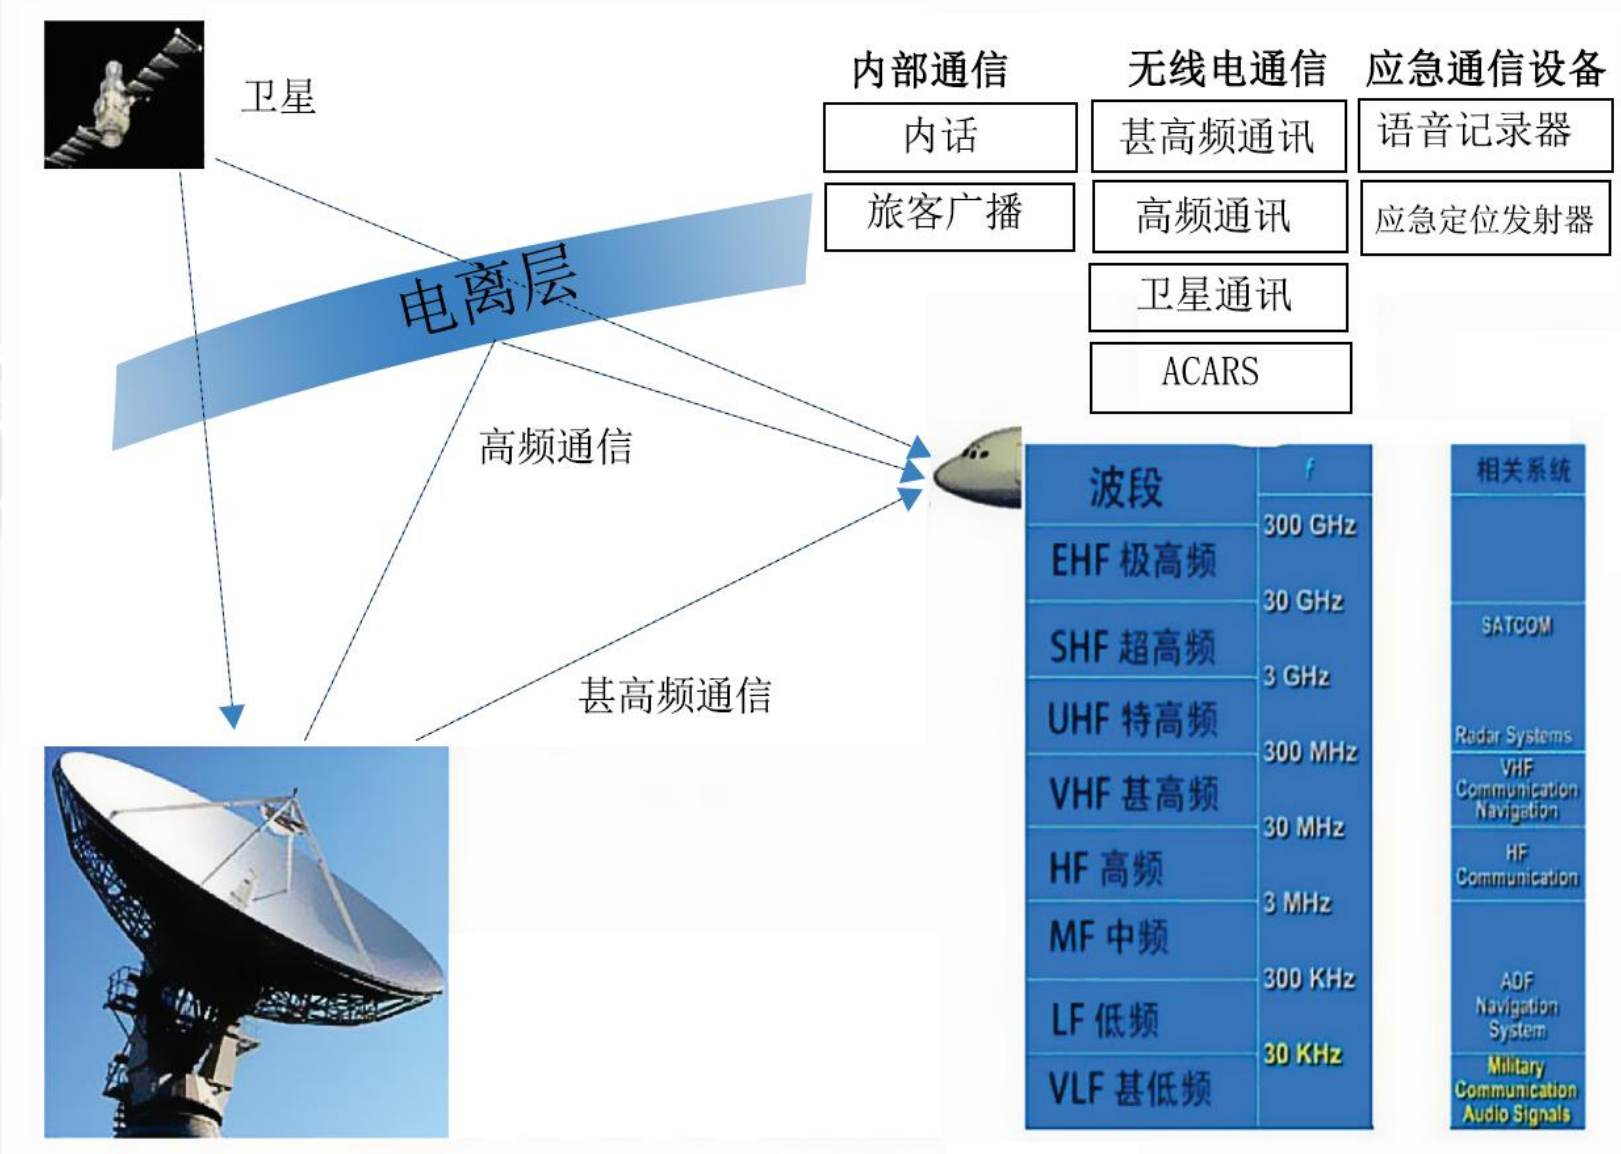 卫星
电离层
高频通信
甚高频通信
内部通信
内话
旅客广播
无线电通信
甚高频通讯
高频通讯
卫星通讯
ACARS
应急通信设备
语音记录器
应急定位发射器
波段
EHF 极高频
SHF 超高频
UHF 特高频
VHF 甚高频
HF 高频
MF 中频
LF 低频
VLF 甚低频
f
300 GHz
30 GHz
3 GHz
300 MHz
30 MHz
3 MHz
300 KHz
30 KHz
相关系统
SATCOM
Radar Systems
VHF
Communication
Navigation
HF
Communication
ADF
Navigation
System
Military
Communication
Audio Signals